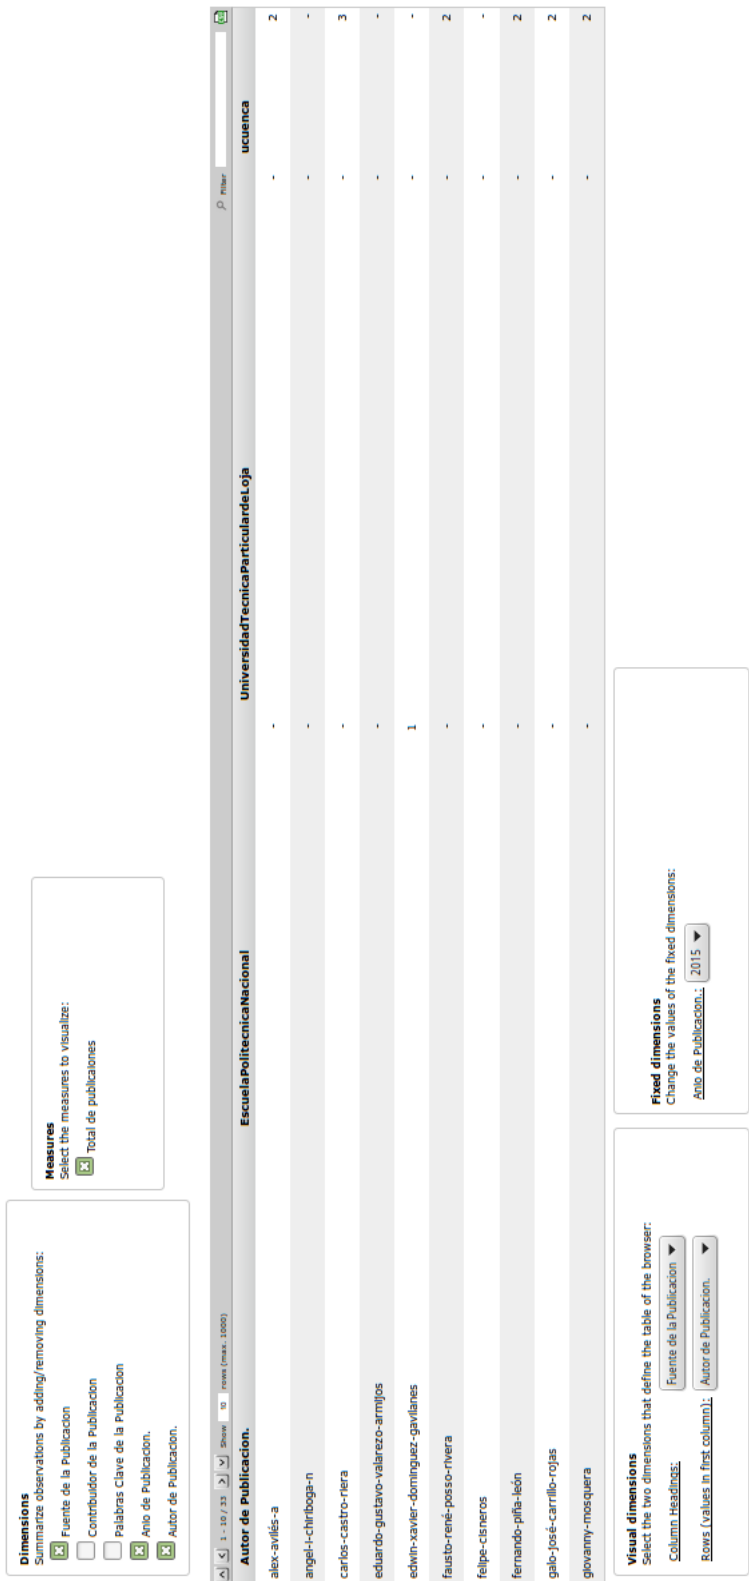 Dimensions
Summarize observations by adding/removing dimensions:
Fuente de la Publicacion
Contribuidor de la Publicacion
Palabras Clave de la Publicacion
Anio de Publicacion.
Autor de Publicacion.
Measures
Select the measures to visualize:
Total de publicaiones
1 - 10 / 33 Show 10 rows (max. 1000) Filter
Autor de Publicacion. EscuelaPolitecnicaNacional UniversidadTecnicaParticulardeLoja ucuenca
alex-avilés-a - - 2
angel-i-chiriboga-n - - -
carlos-castro-riera - - 3
eduardo-gustavo-valarezo-armijos - - -
edwin-xavier-dominguez-gavilanes 1 - -
fausto-rené-posso-rivera - - 2
felipe-cisneros - - -
fernando-piña-león - - 2
galo-josé-carrillo-rojas - - 2
giovanny-mosquera - - 2
Visual dimensions
Select the two dimensions that define the table of the browser:
Column Headings: Fuente de la Publicacion
Rows (values in first column): Autor de Publicacion.
Fixed dimensions
Change the values of the fixed dimensions:
Anio de Publicacion.: 2015